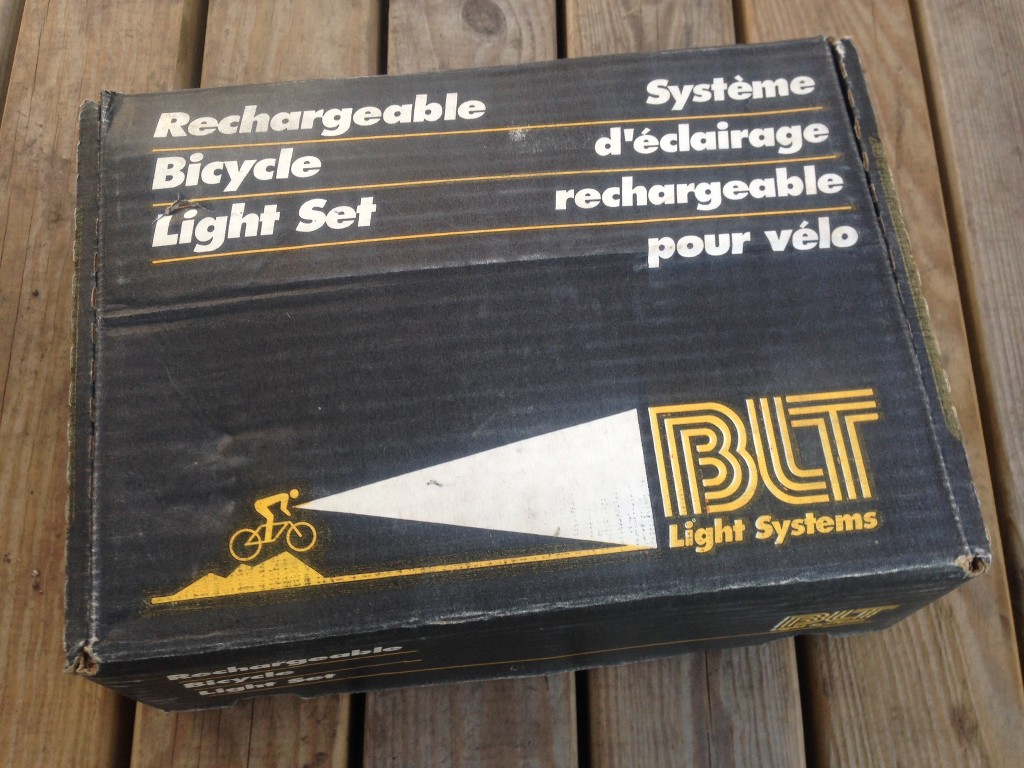 Rechargeable
Bicycle
Light Set
Système
d'éclairage
rechargeable
pour vélo
BLT
Light Systems
Rechargeable
Bicycle
Light Set
BLT